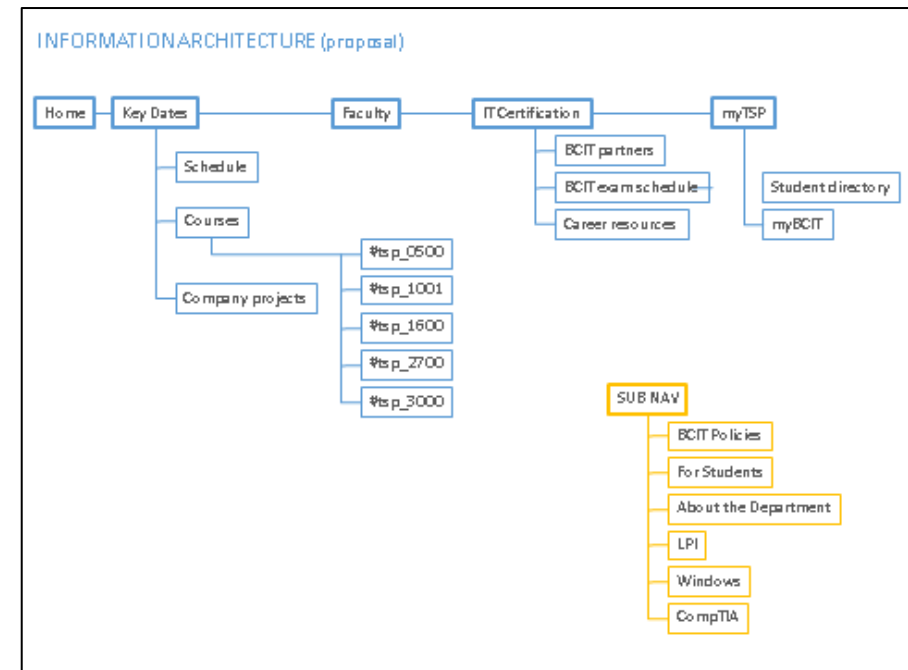 INFORMATION ARCHITECTURE (proposal)
Home
Key Dates
Faculty
IT Certification
myTSP
Schedule
Courses
Company projects
#tsp_0500
#tsp_1001
#tsp_1600
#tsp_2700
#tsp_3000
BCIT partners
BCIT exam schedule
Career resources
Student directory
myBCIT
SUB NAV
BCIT Policies
For Students
About the Department
LPI
Windows
CompTIA